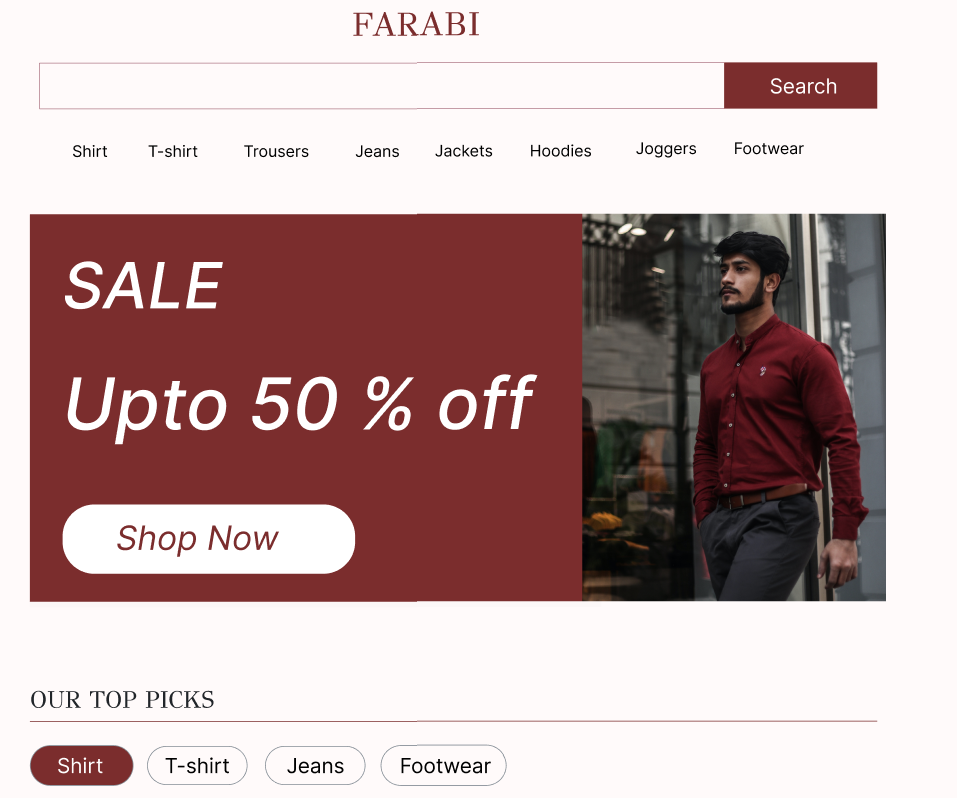 FARABI
Search
Shirt T-shirt Trousers Jeans Jackets Hoodies Joggers Footwear
SALE
Upto 50 % off
Shop Now
OUR TOP PICKS
Shirt T-shirt Jeans Footwear